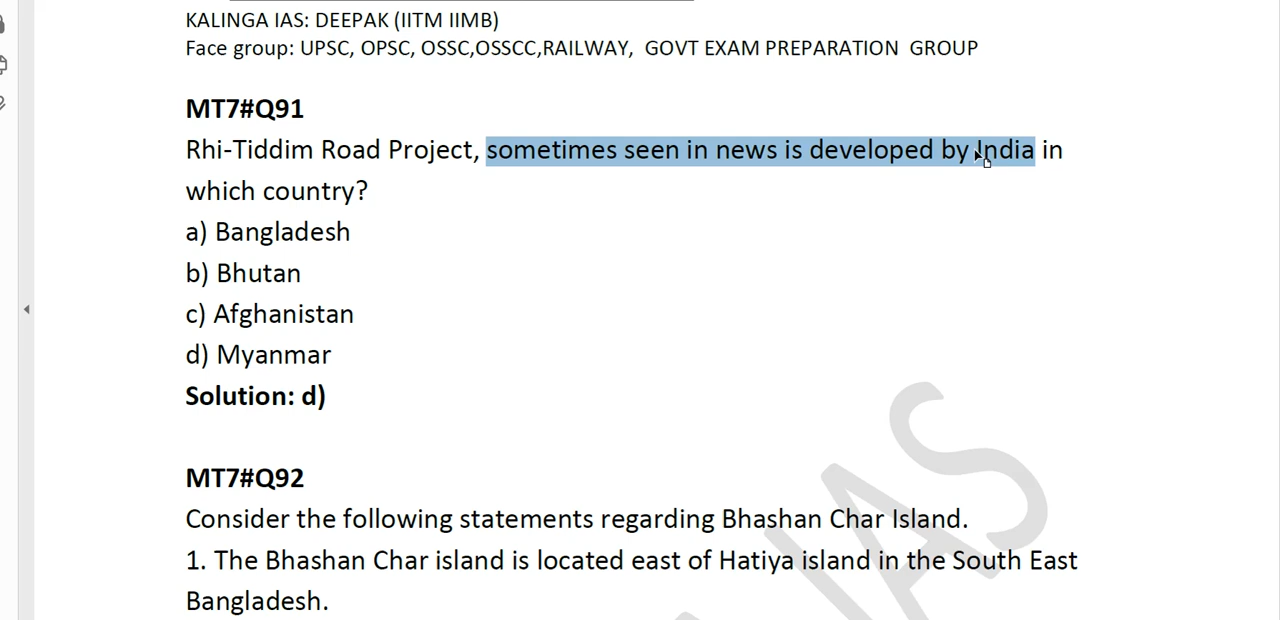 KALINGA IAS: DEEPAK (IITM IIMB)
Face group: UPSC, OPSC, OSSC,OSSCC,RAILWAY, GOVT EXAM PREPARATION GROUP
MT7#Q91
Rhi-Tiddim Road Project, sometimes seen in news is developed by India in
which country?
a) Bangladesh
b) Bhutan
c) Afghanistan
d) Myanmar
Solution: d)
MT7#Q92
Consider the following statements regarding Bhashan Char Island.
1. The Bhashan Char island is located east of Hatiya island in the South East
Bangladesh.
IAS